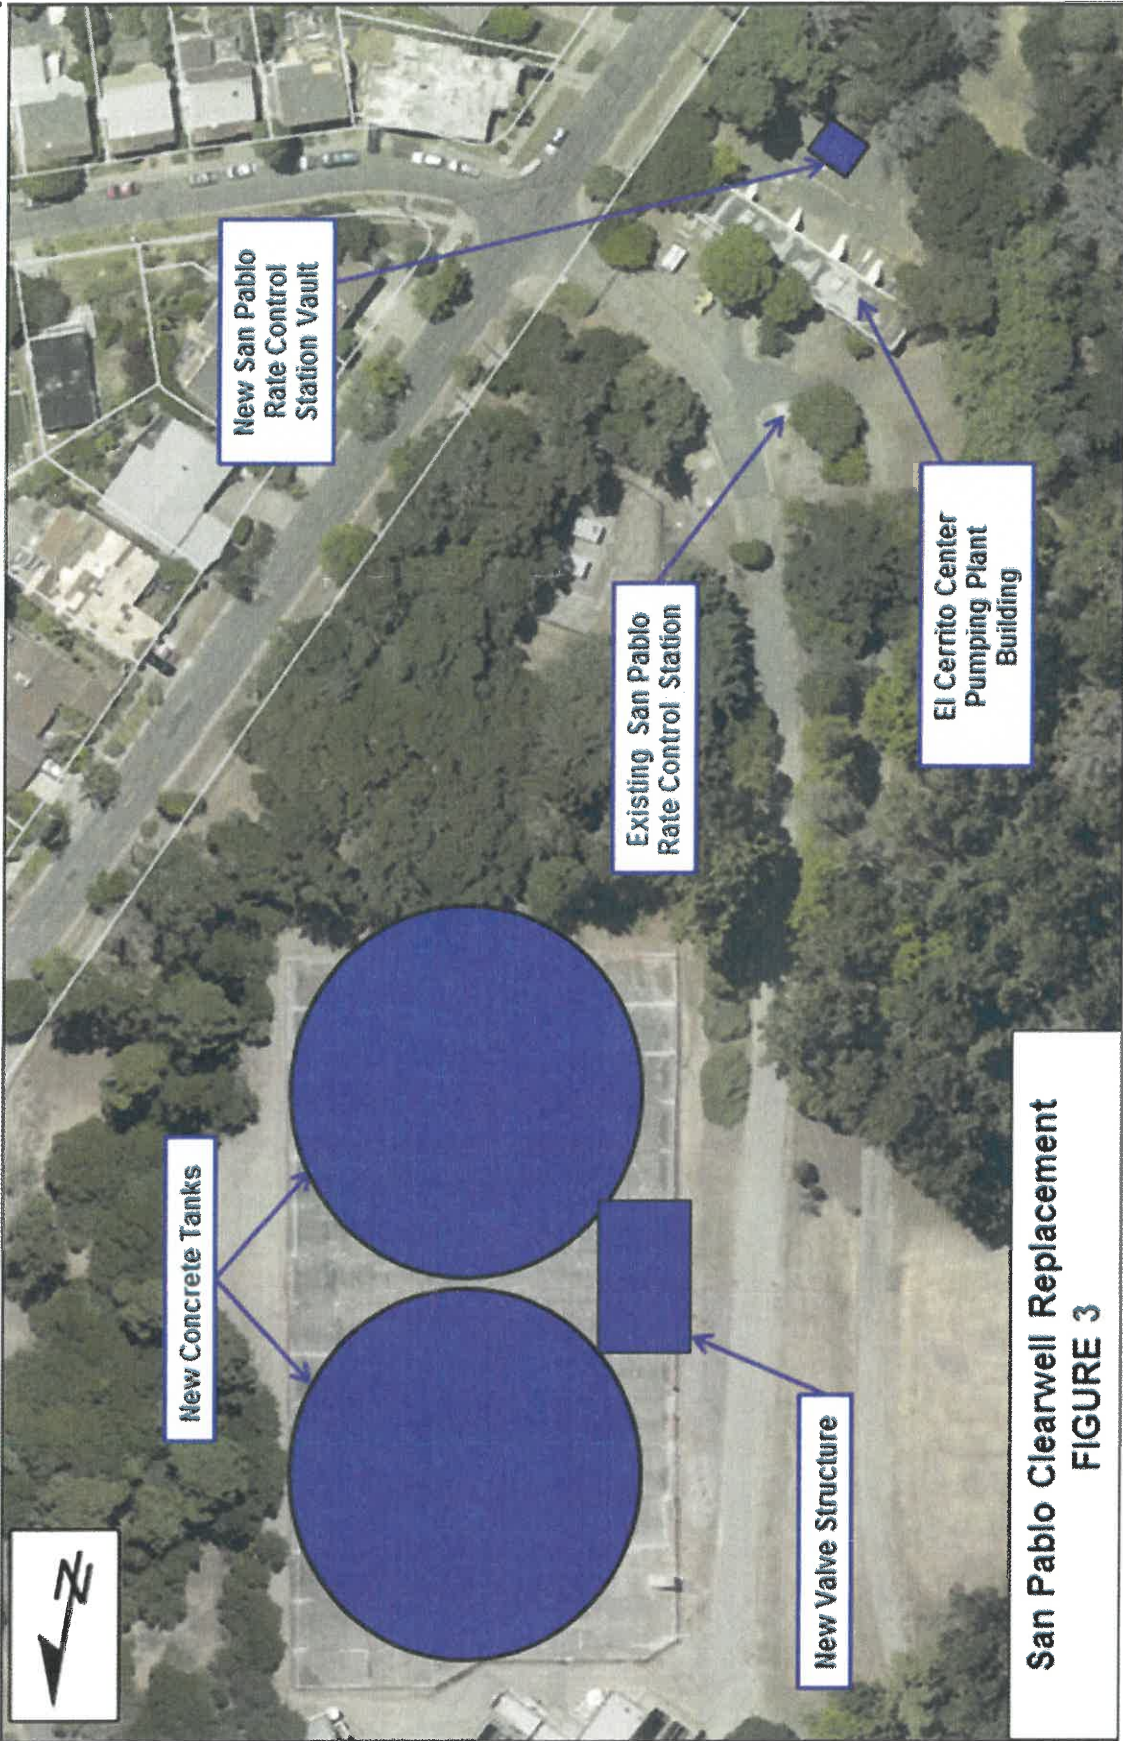 New San Pablo
Rate Control
Station Vault
El Cerrito Center
Pumping Plant
Building
Existing San Pablo
Rate Control Station
New Concrete Tanks
New Valve Structure
N
San Pablo Clearwell Replacement
FIGURE 3